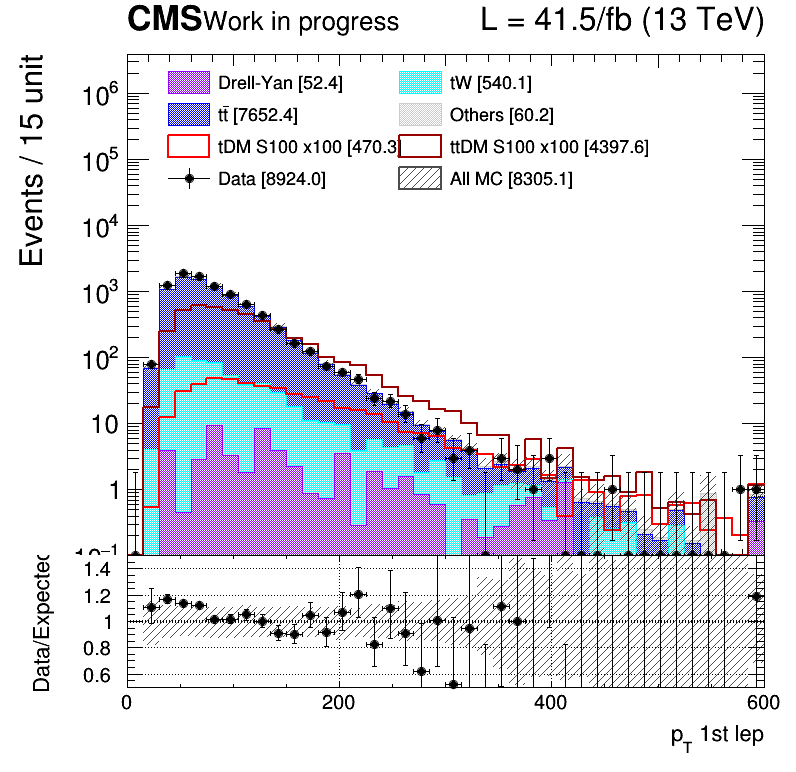 CMS Work in progress L = 41.5/fb (13 TeV)
Events / 15 unit
Drell-Yan [52.4] tW [540.1]
tt̄ [7652.4] Others [60.2]
tDM S100 x100 [470.3] ttDM S100 x100 [4397.6]
Data [8924.0] All MC [8305.1]
10⁶
10⁵
10⁴
10³
10²
10
1
10⁻¹
Data/Expected
1.4
1.2
1
0.8
0.6
0 200 400 600
p_T 1st lep